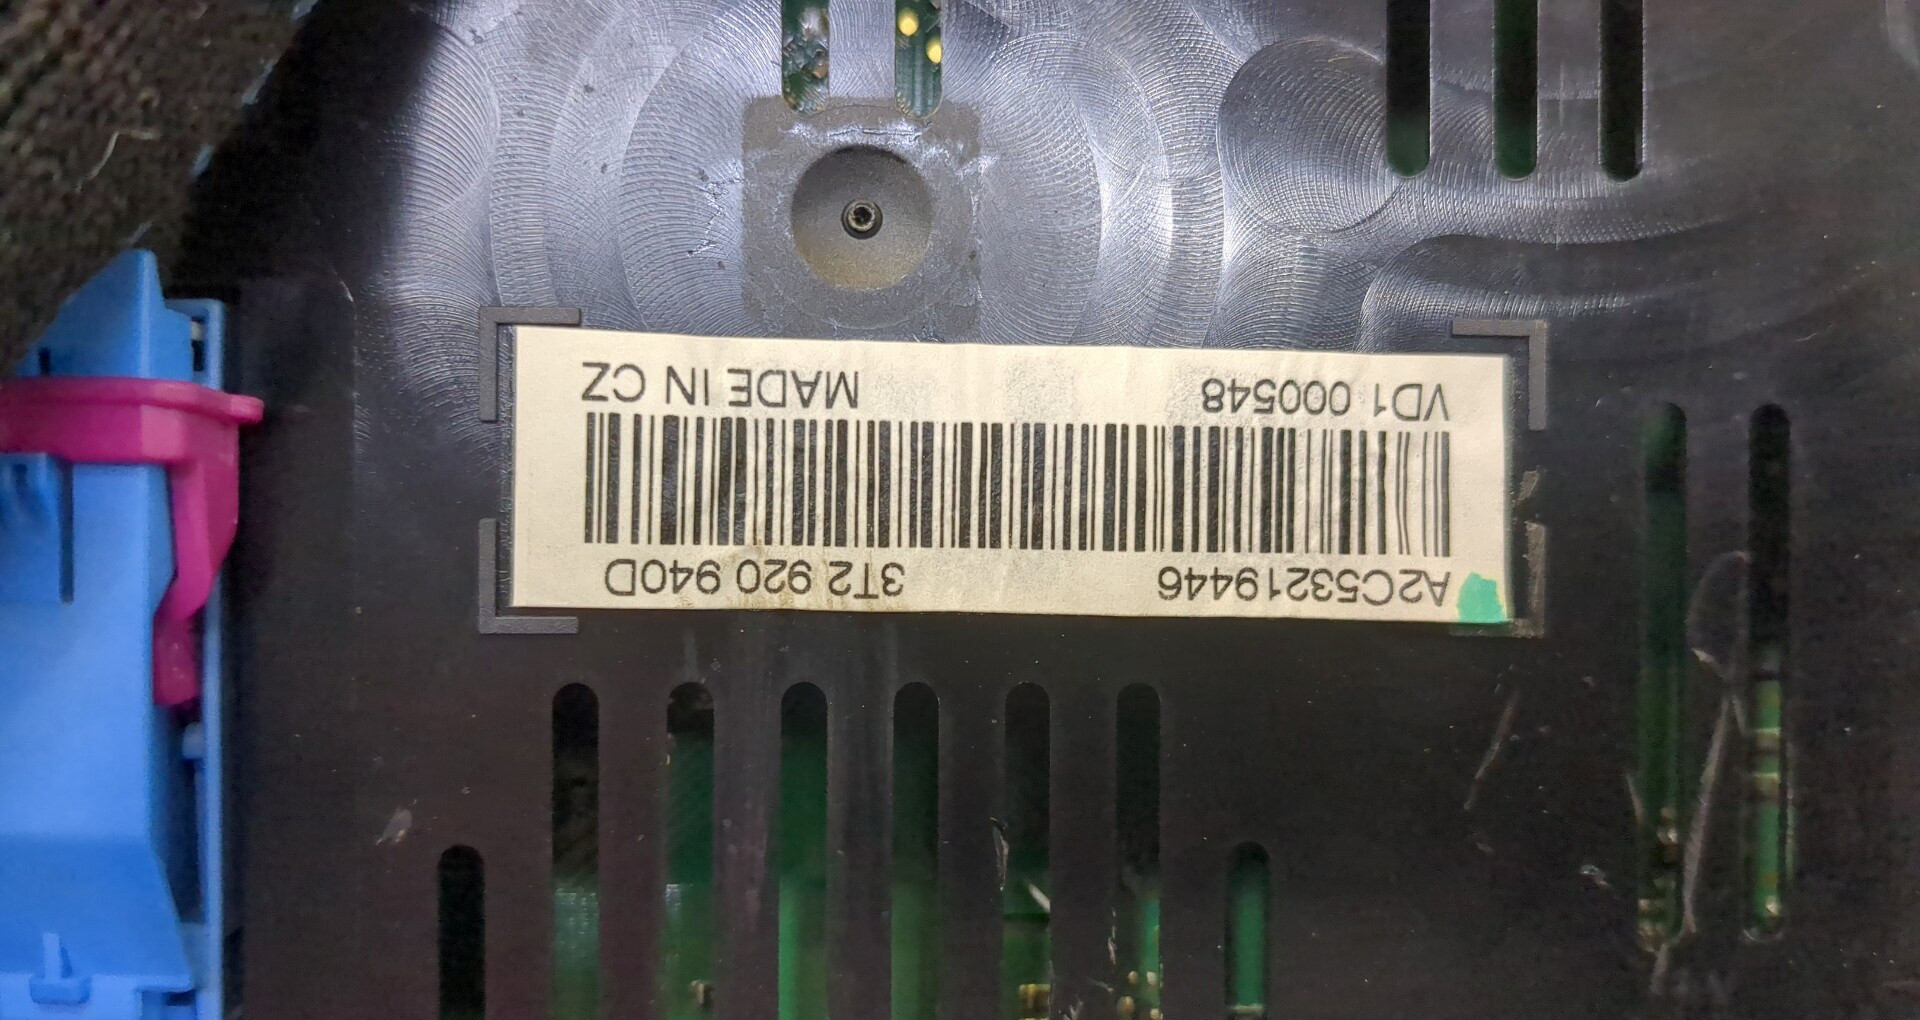 A2C53219446 3T2 920 940D
VD1 000548 MADE IN CZ